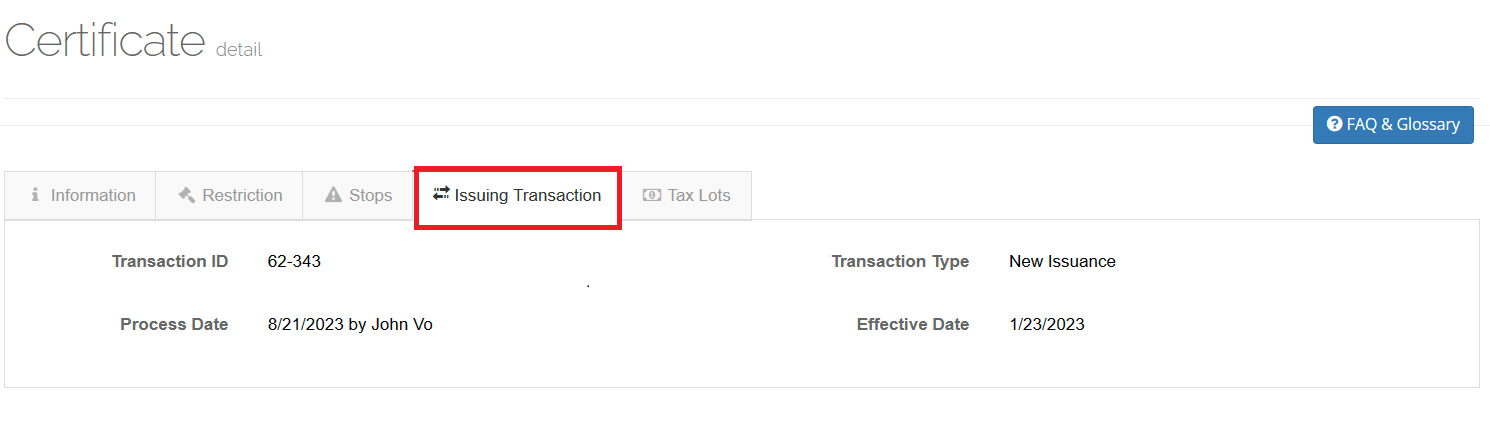 Certificate detail
FAQ & Glossary
Information Restriction Stops Issuing Transaction Tax Lots
Transaction ID 62-343 Transaction Type New Issuance
.
Process Date 8/21/2023 by John Vo Effective Date 1/23/2023